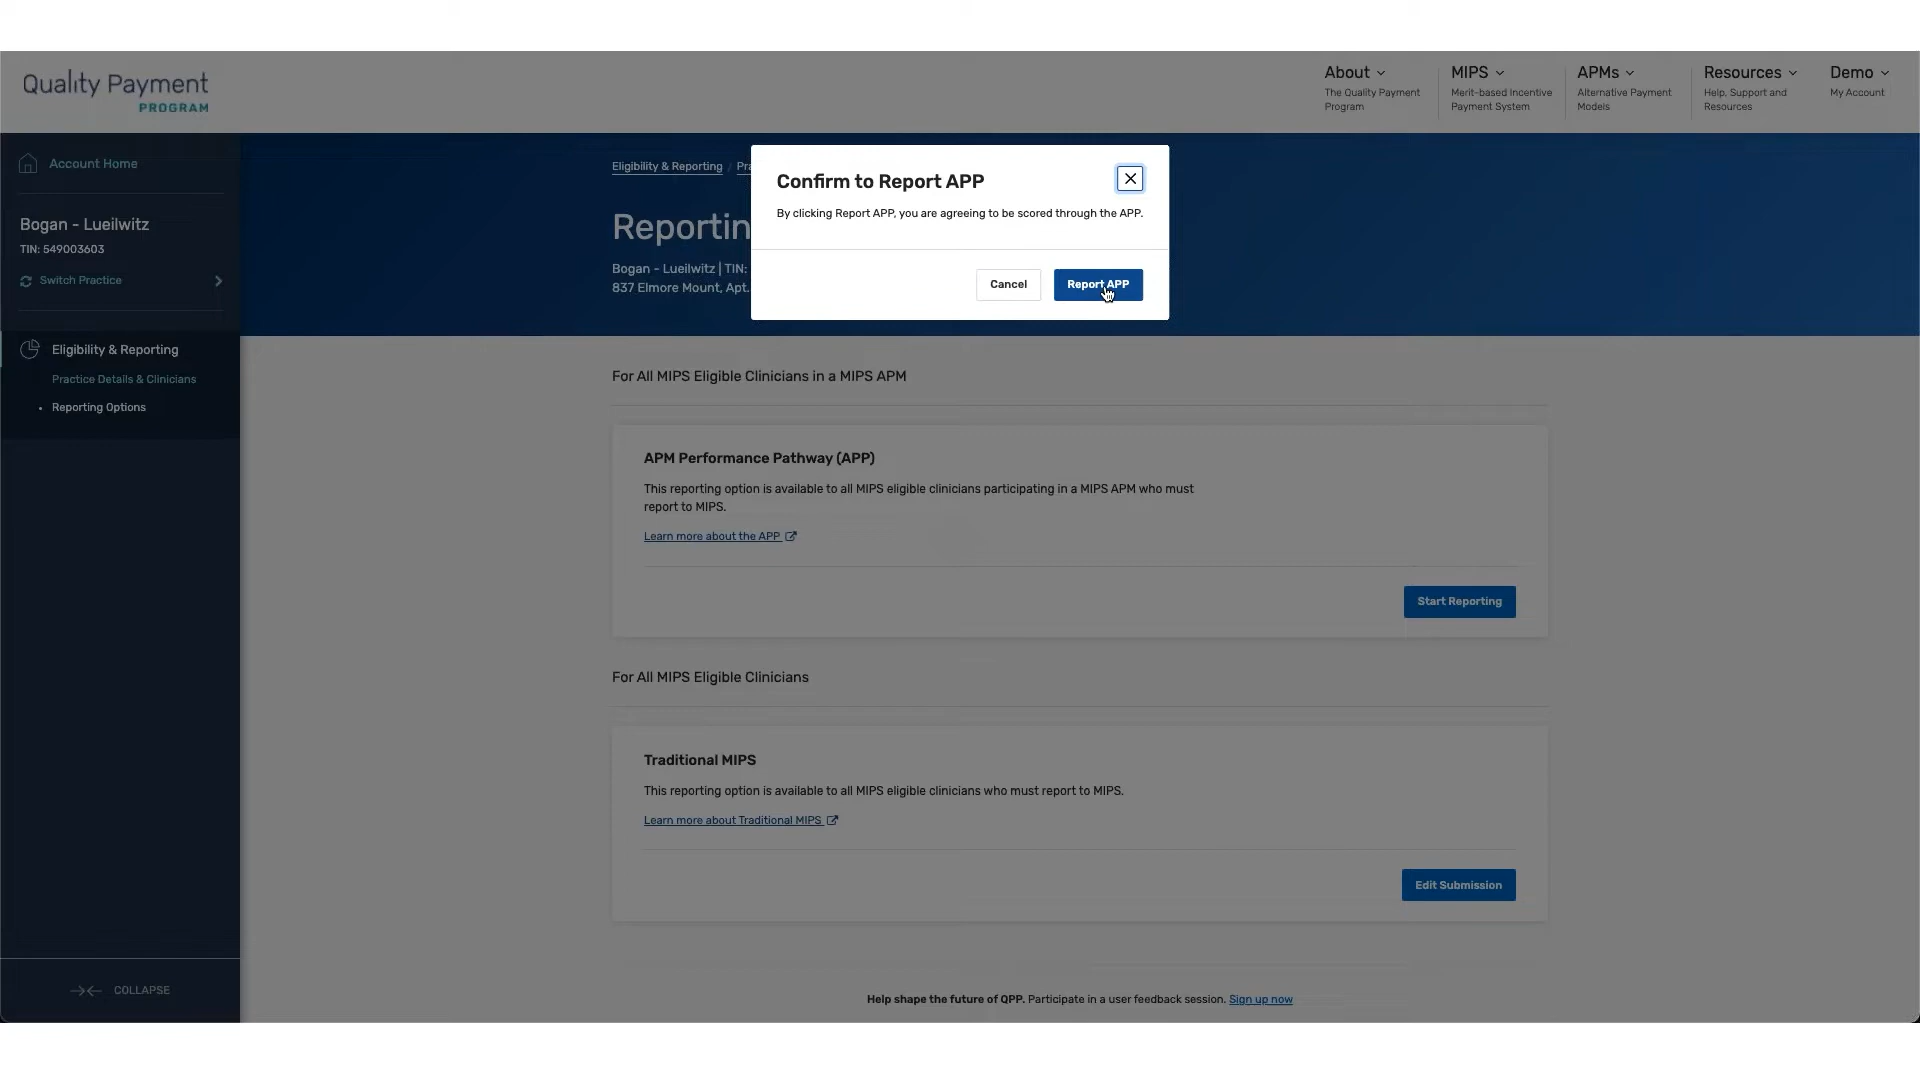 Quality Payment
PROGRAM
About
The Quality Payment
Program
MIPS
Merit-based Incentive
Payment System
APMs
Alternative Payment
Models
Resources
Help, Support and
Resources
Demo
My Account
Account Home
Bogan - Lueilwitz
TIN: 549003603
Switch Practice
Eligibility & Reporting
Practice Details & Clinicians
• Reporting Options
COLLAPSE
Eligibility & Reporting /
Bogan - Lueilwitz | TIN:
837 Elmore Mount, Apt.
Confirm to Report APP
By clicking Report APP, you are agreeing to be scored through the APP.
Cancel
Report APP
For All MIPS Eligible Clinicians in a MIPS APM
APM Performance Pathway (APP)
This reporting option is available to all MIPS eligible clinicians participating in a MIPS APM who must
report to MIPS.
Learn more about the APP
Start Reporting
For All MIPS Eligible Clinicians
Traditional MIPS
This reporting option is available to all MIPS eligible clinicians who must report to MIPS.
Learn more about Traditional MIPS
Edit Submission
Help shape the future of QPP. Participate in a user feedback session. Sign up now